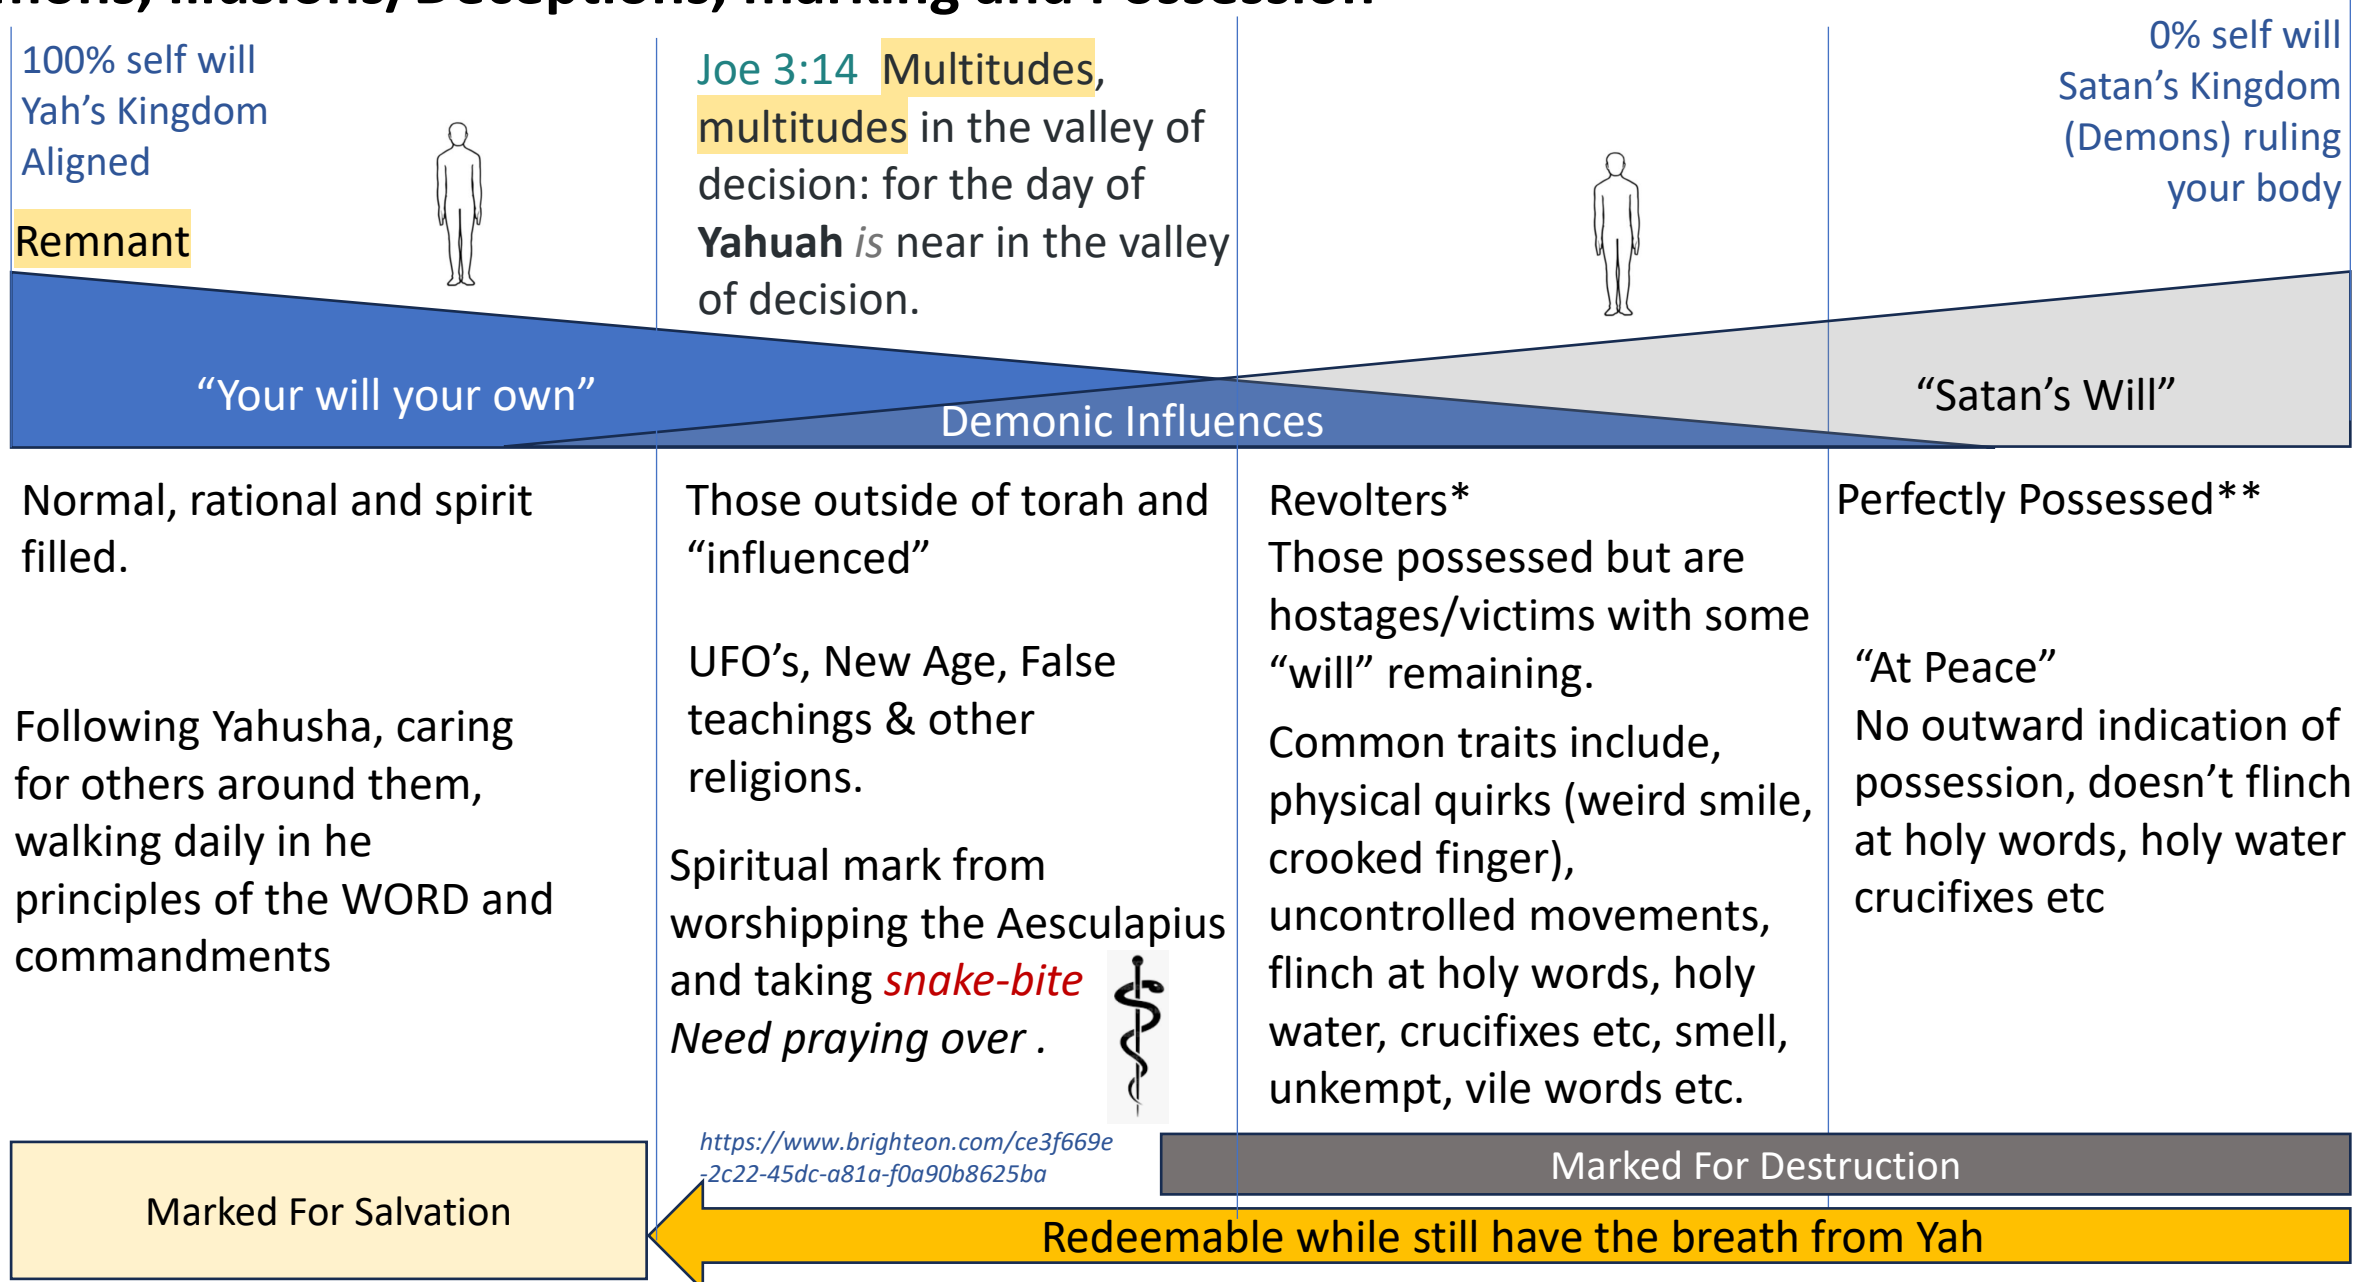 Illusions, Deceptions, Marking and Possession
100% self will
Yah’s Kingdom
Aligned
Remnant
Joe 3:14 Multitudes,
multitudes in the valley of
decision: for the day of
Yahuah is near in the valley
of decision.
0% self will
Satan’s Kingdom
(Demons) ruling
your body
“Your will your own”
Demonic Influences
“Satan’s Will”
Normal, rational and spirit
filled.
Following Yahusha, caring
for others around them,
walking daily in he
principles of the WORD and
commandments
Those outside of torah and
“influenced”
UFO’s, New Age, False
teachings & other
religions.
Spiritual mark from
worshipping the Aesculapius
and taking snake-bite
Need praying over .
https://www.brighteon.com/ce3f669e
-2c22-45dc-a81a-f0a90b8625ba
Revolters*
Those possessed but are
hostages/victims with some
“will” remaining.
Common traits include,
physical quirks (weird smile,
crooked finger),
uncontrolled movements,
flinch at holy words, holy
water, crucifixes etc, smell,
unkempt, vile words etc.
Perfectly Possessed**
“At Peace”
No outward indication of
possession, doesn’t flinch
at holy words, holy water
crucifixes etc
Marked For Salvation
Marked For Destruction
Redeemable while still have the breath from Yah